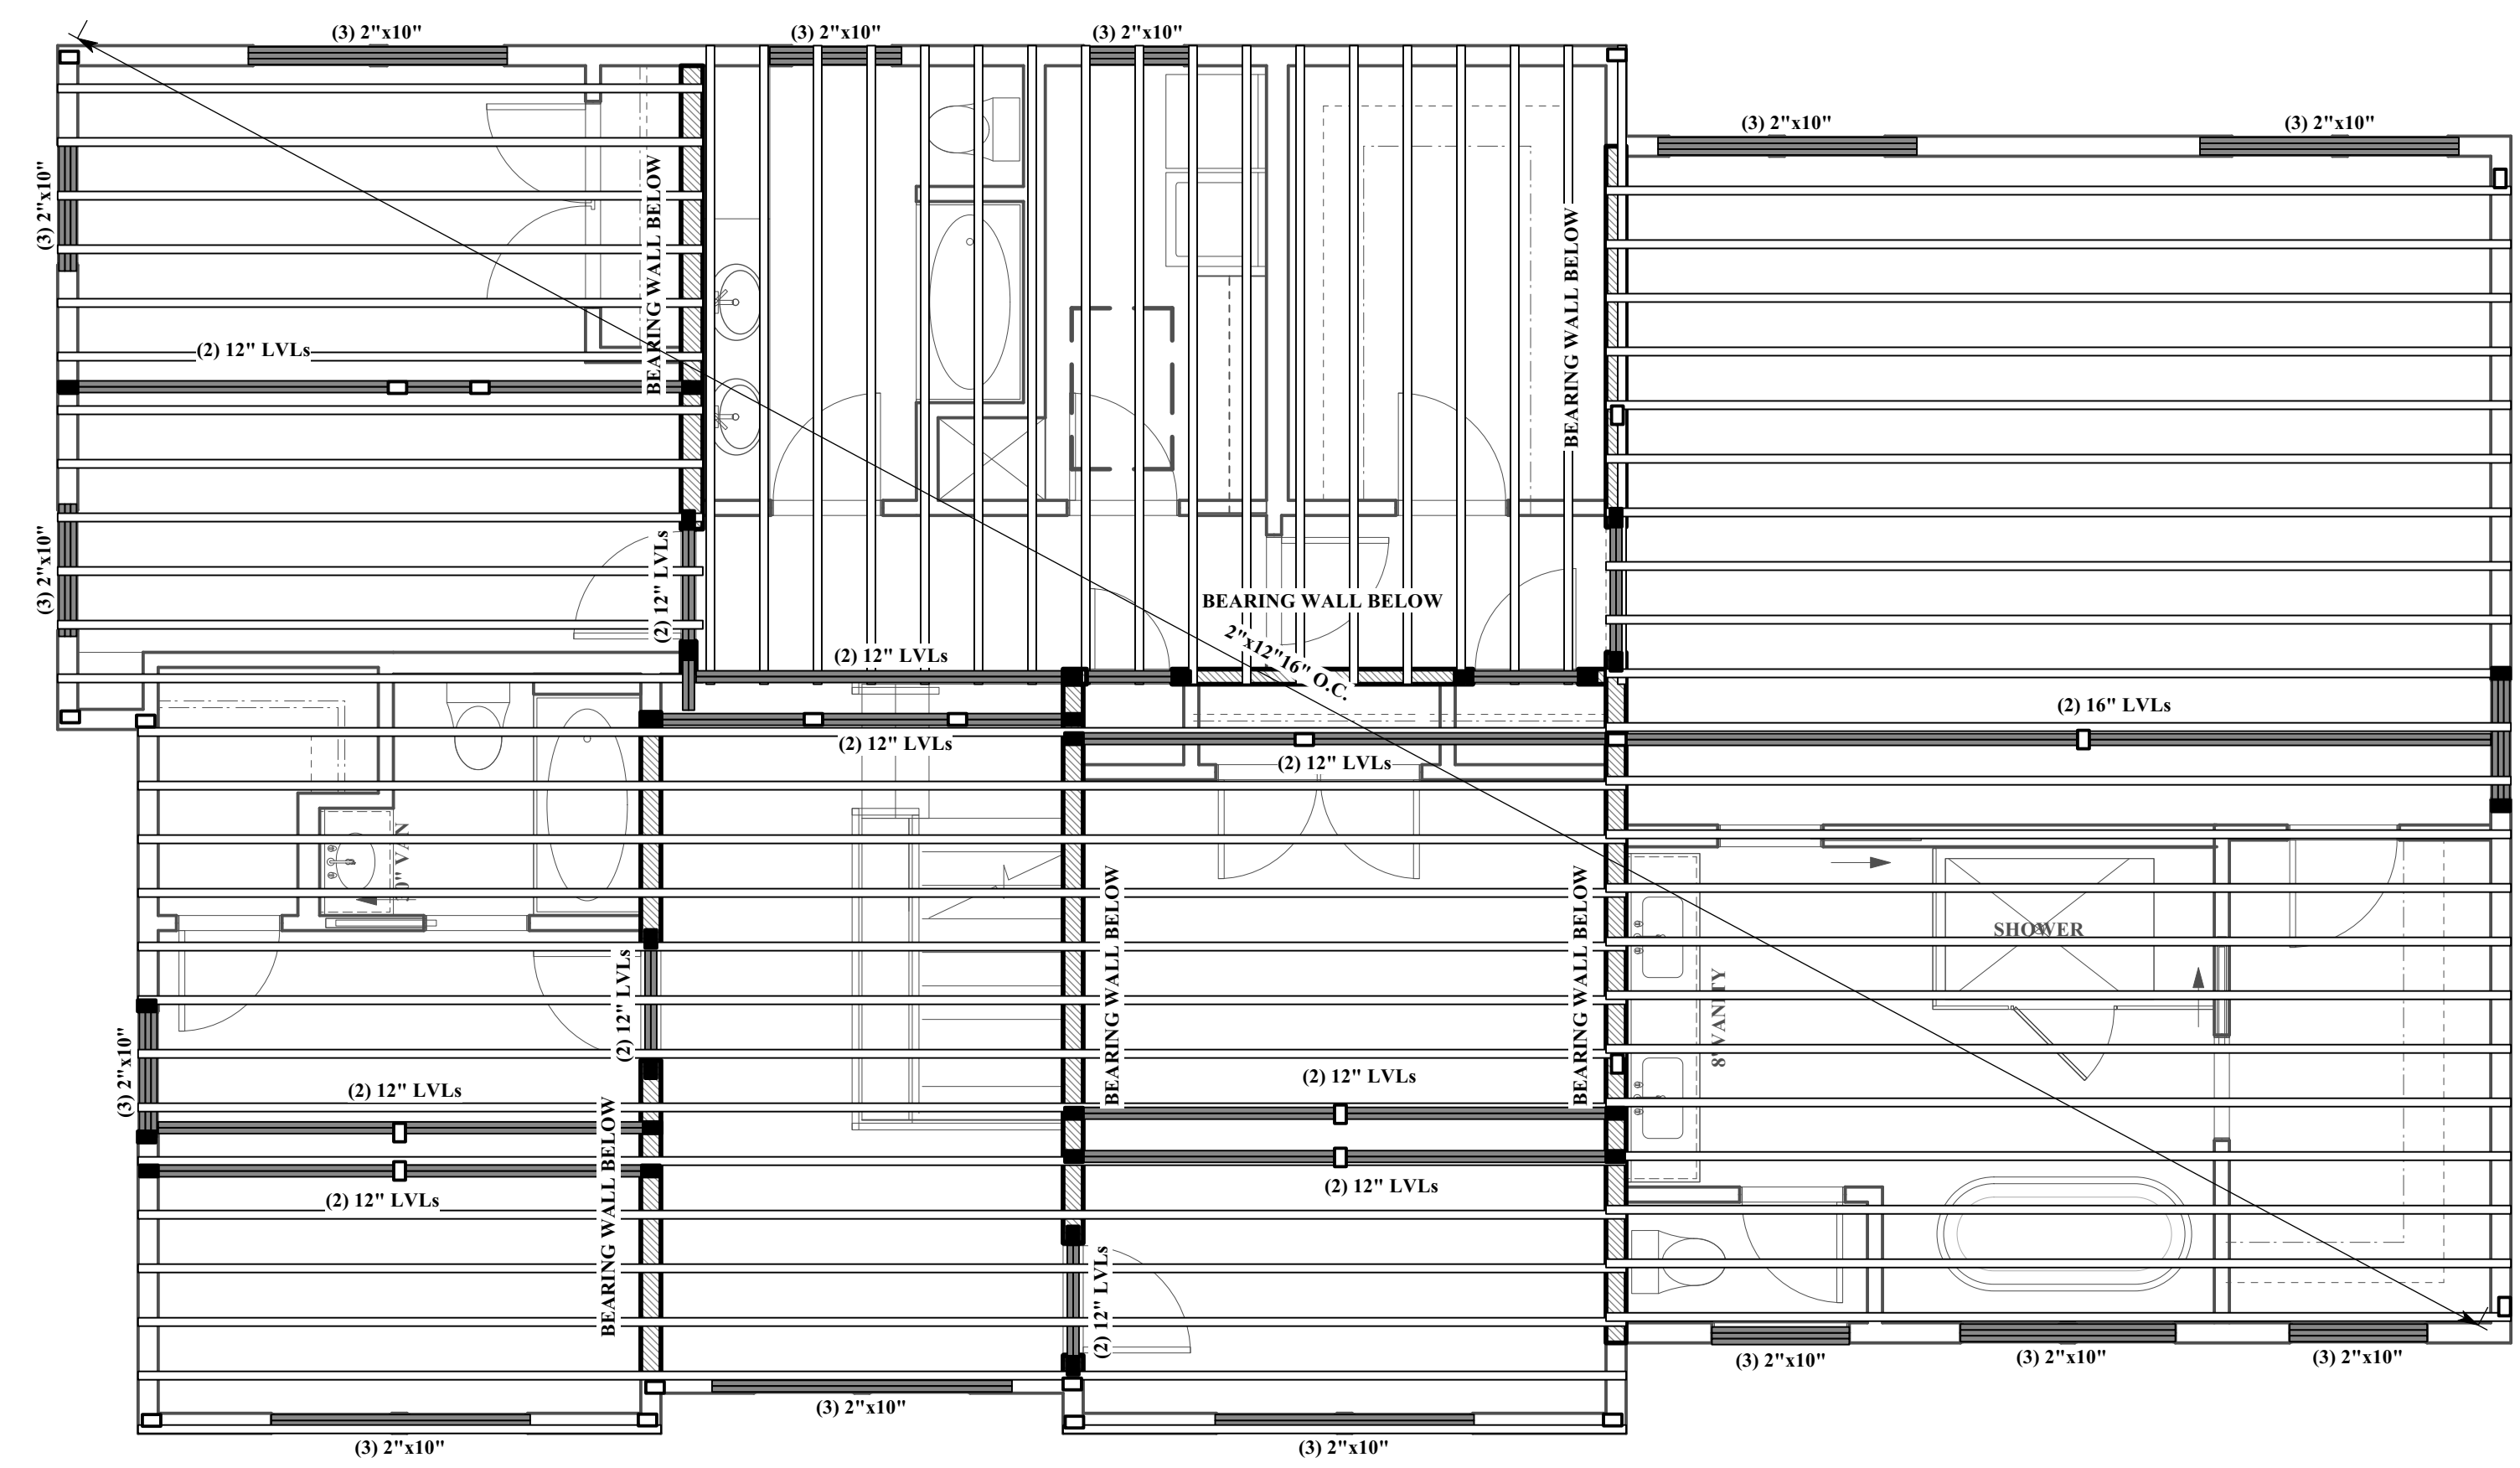 (3) 2"x10"
(3) 2"x10"
(3) 2"x10"
(3) 2"x10"
(3) 2"x10"
(3) 2"x10"
BEARING WALL BELOW
BEARING WALL BELOW
(2) 12" LVLs
(3) 2"x10"
(2) 12" LVLs
BEARING WALL BELOW
2"x12"16" O.C.
(2) 12" LVLs
(2) 16" LVLs
(2) 12" LVLs
(2) 12" LVLs
VAN
SHOWER
BEARING WALL BELOW
BEARING WALL BELOW
(2) 12" LVLs
8' VANITY
(3) 2"x10"
(2) 12" LVLs
(2) 12" LVLs
BEARING WALL BELOW
(2) 12" LVLs
(2) 12" LVLs
(2) 12" LVLs
(3) 2"x10"
(3) 2"x10"
(3) 2"x10"
(3) 2"x10"
(3) 2"x10"
(3) 2"x10"